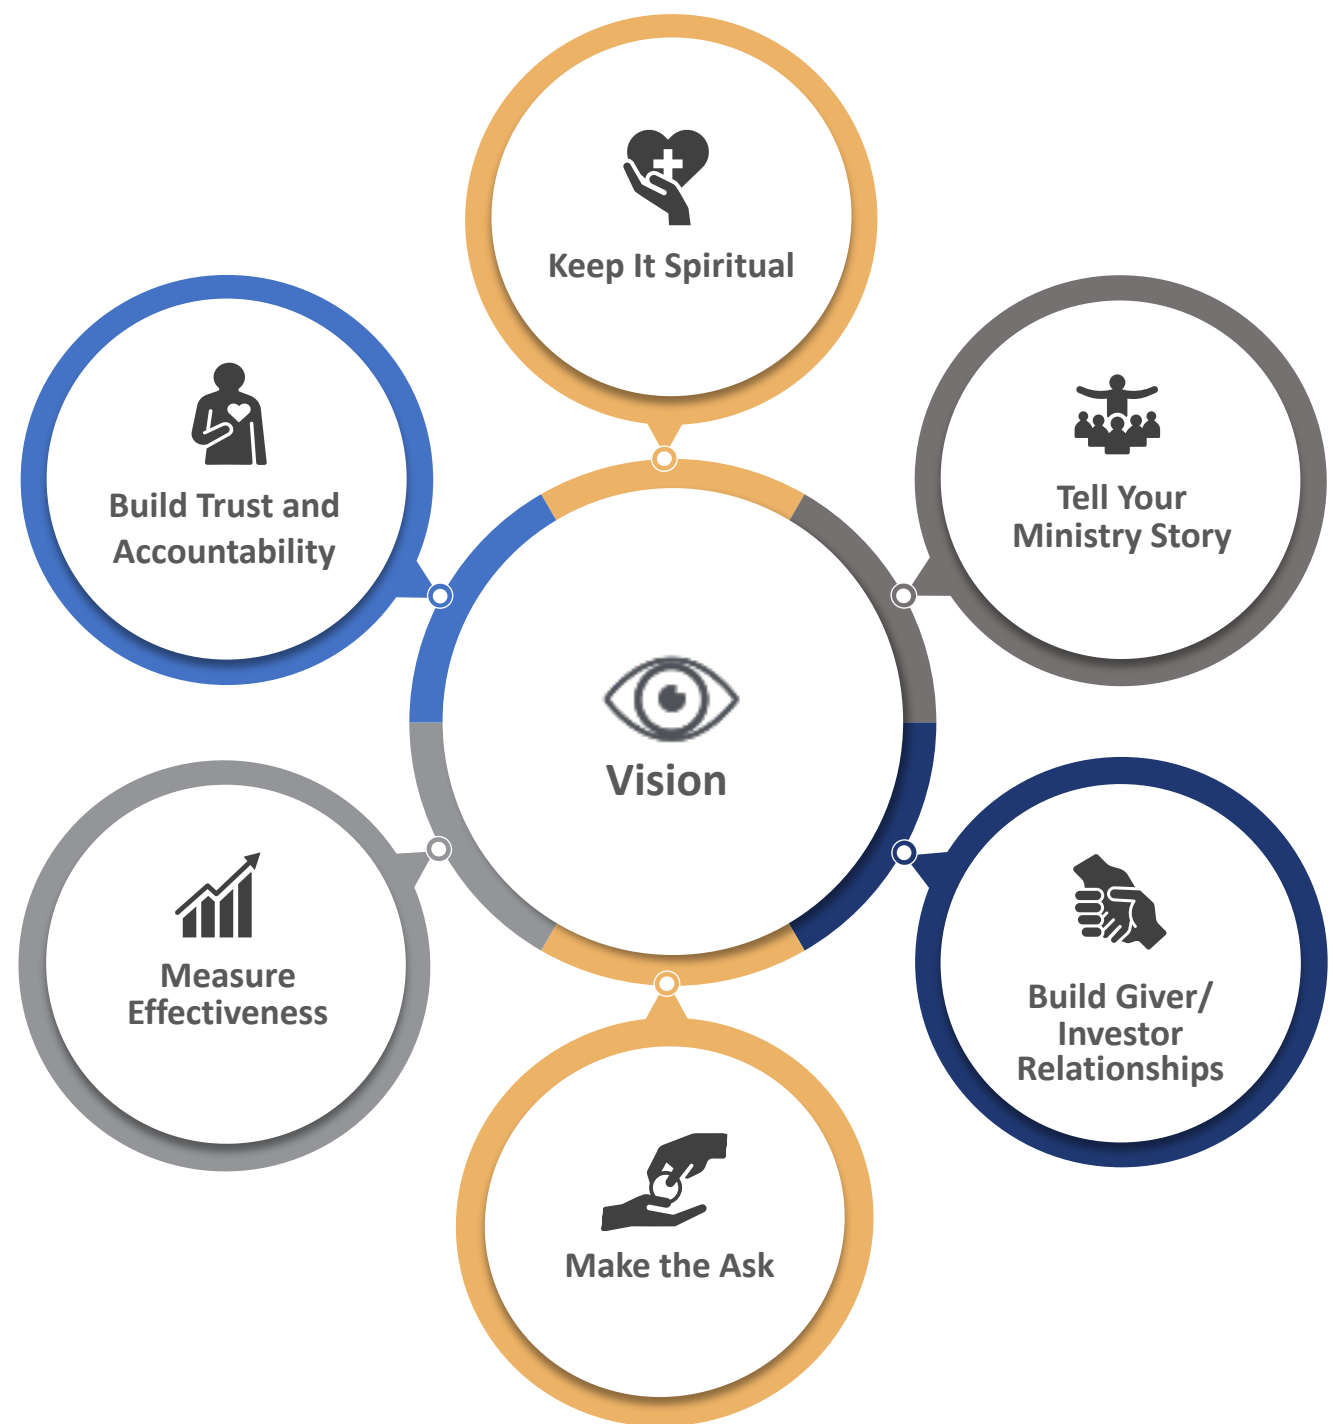 Keep It Spiritual
Tell Your
Ministry Story
Build Giver/
Investor
Relationships
Make the Ask
Measure
Effectiveness
Build Trust and
Accountability
Vision